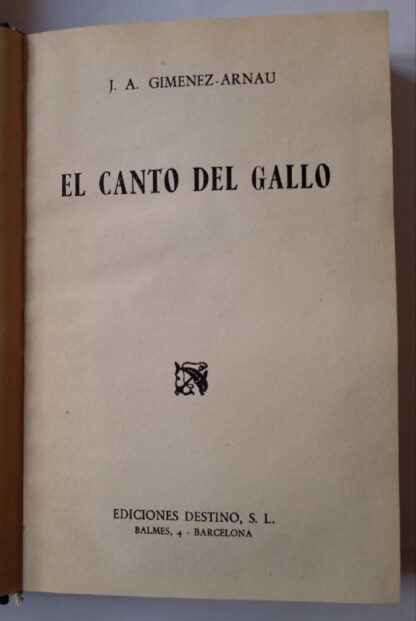 J. A. GIMENEZ-ARNAU
EL CANTO DEL GALLO
EDICIONES DESTINO, S. L.
BALMES, 4 - BARCELONA